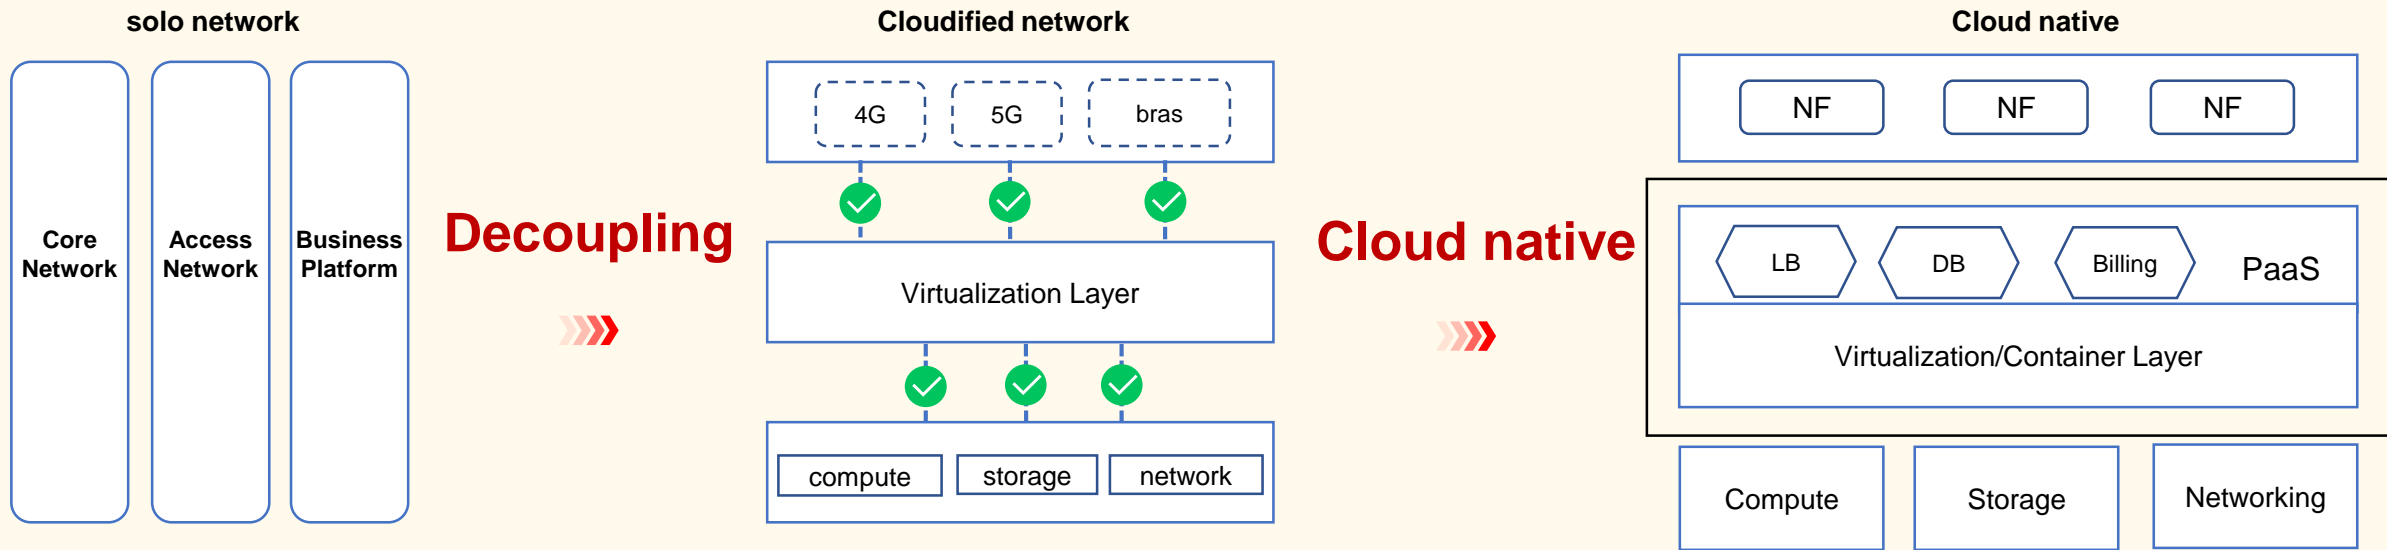 solo network
Core
Network
Access
Network
Business
Platform
Decoupling
Cloudified network
4G
5G
bras
Virtualization Layer
compute
storage
network
Cloud native
Cloud native
NF
NF
NF
LB
DB
Billing
PaaS
Virtualization/Container Layer
Compute
Storage
Networking